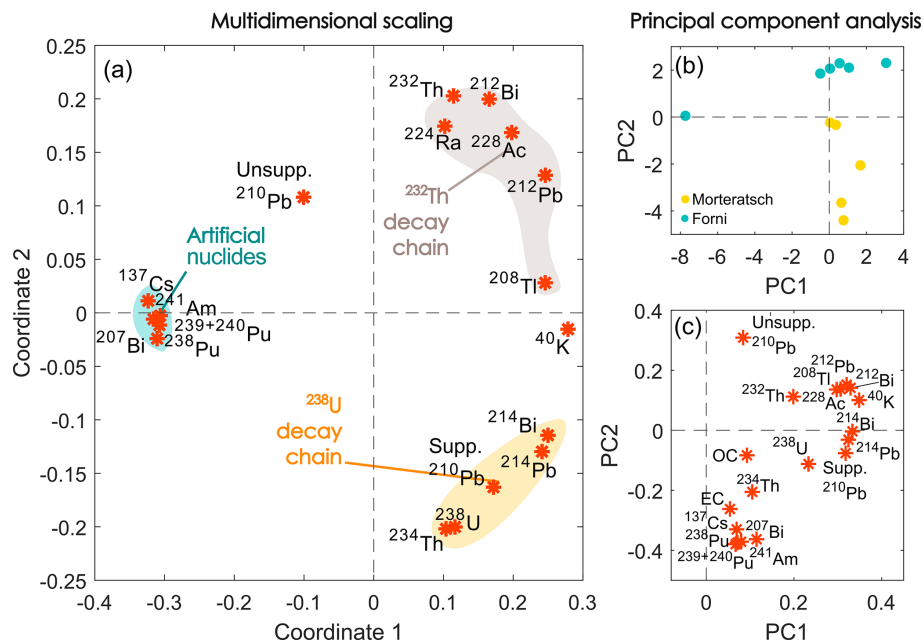 Multidimensional scaling
(a)
0.25
0.2
0.15
0.1
0.05
0
-0.05
-0.1
-0.15
-0.2
0.25
Coordinate 2
-0.4
-0.3
-0.2
-0.1
0
0.1
0.2
0.3
Coordinate 1
232Th
212Bi
224Ra
228Ac
212Pb
232Th
decay
chain
208Tl
Unsupp.
210Pb
Artificial
nuclides
137Cs
241Am
239+240Pu
207Bi
238Pu
40K
238U
decay
chain
214Bi
214Pb
Supp.
210Pb
238U
234Th
Principal component analysis
(b)
2
0
-2
-4
PC2
Morteratsch
Forni
-8
-6
-4
-2
0
2
4
PC1
(c)
0.4
0.2
0
-0.2
-0.4
PC2
Unsupp.
210Pb
212Pb
208Tl
212Bi
232Th
228Ac
40K
214Bi
238U
214Pb
OC
Supp.
210Pb
234Th
EC
137Cs
207Bi
238Pu
241Am
239+240Pu
0
0.2
0.4
PC1